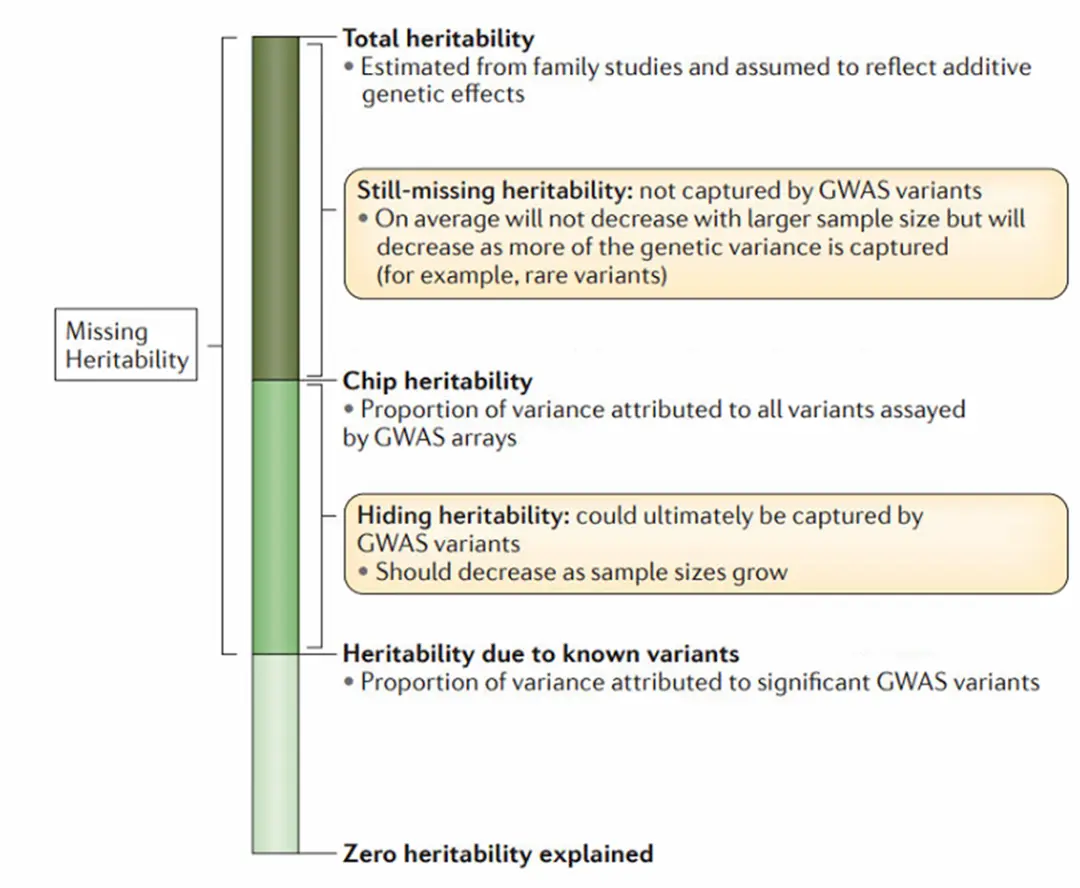 Total heritability
• Estimated from family studies and assumed to reflect additive
genetic effects
Still-missing heritability: not captured by GWAS variants
• On average will not decrease with larger sample size but will
decrease as more of the genetic variance is captured
(for example, rare variants)
Missing
Heritability
Chip heritability
• Proportion of variance attributed to all variants assayed
by GWAS arrays
Hiding heritability: could ultimately be captured by
GWAS variants
• Should decrease as sample sizes grow
Heritability due to known variants
• Proportion of variance attributed to significant GWAS variants
Zero heritability explained